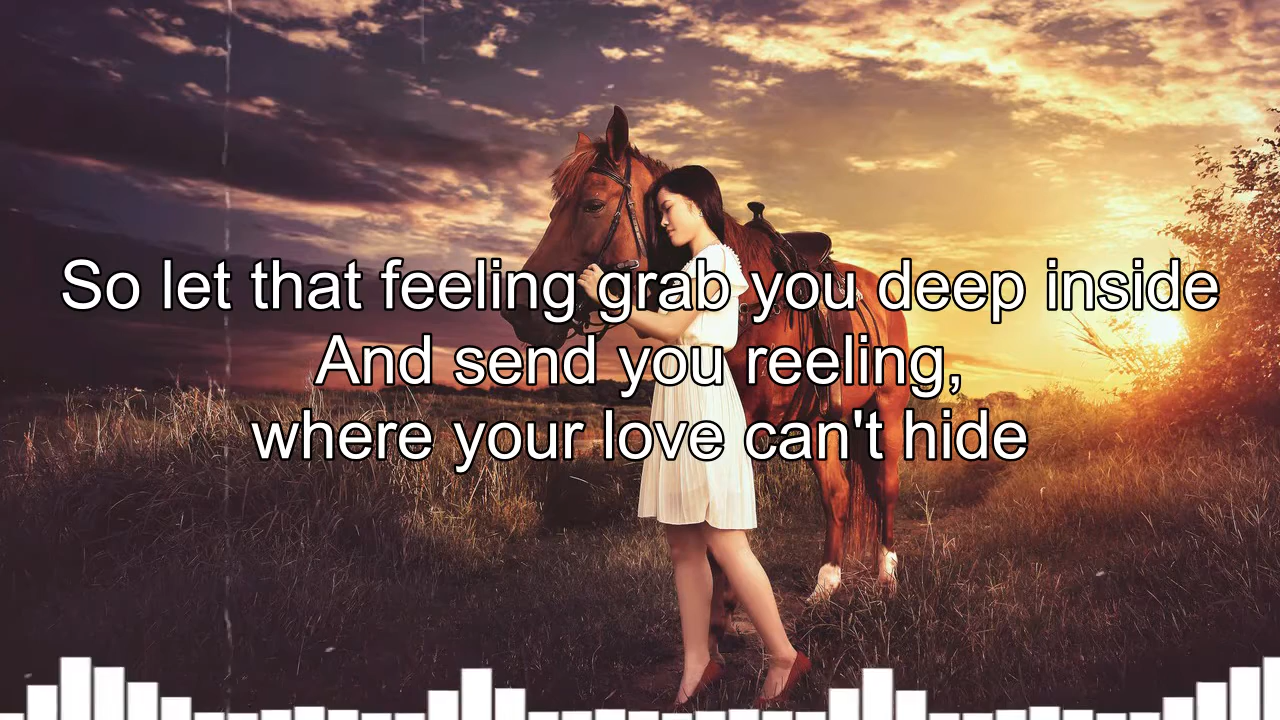 So let that feeling grab you deep inside
And send you reeling,
where your love can't hide